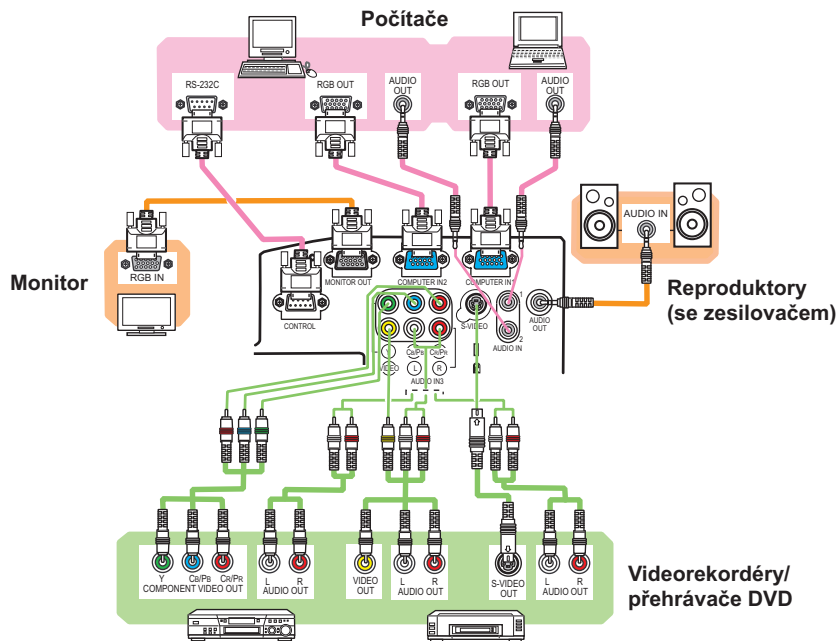 Počítače
RS-232C
RGB OUT
AUDIO
OUT
RGB OUT
AUDIO
OUT
AUDIO IN
RGB IN
Monitor
MONITOR OUT
COMPUTER IN2
COMPUTER IN1
CONTROL
S-VIDEO
1
2
AUDIO IN
AUDIO
OUT
Reproduktory
(se zesilovačem)
Y
CB/PB
CR/PR
VIDEO
L
R
AUDIO IN3
Y
CB/PB
CR/PR
COMPONENT VIDEO OUT
L
R
AUDIO OUT
VIDEO
OUT
L
R
AUDIO OUT
S-VIDEO
OUT
L
R
AUDIO OUT
Videorekordéry/
přehrávače DVD